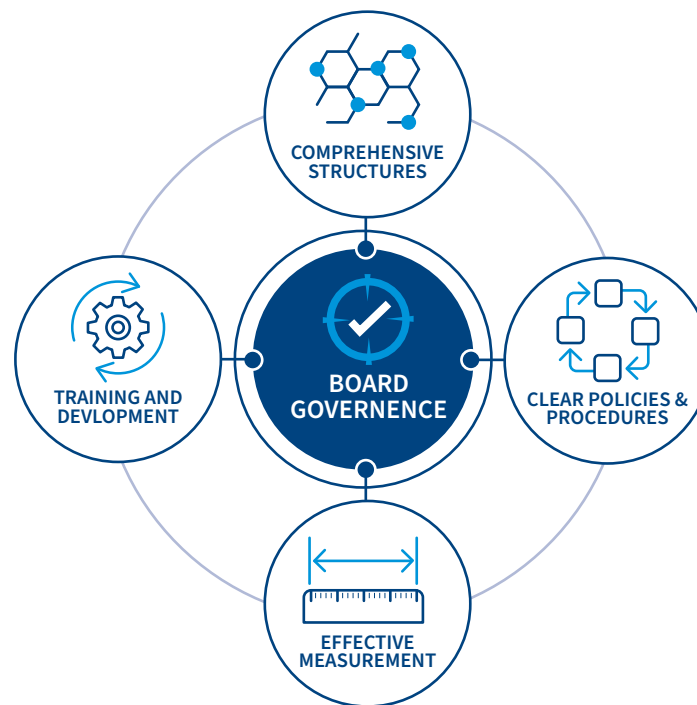 COMPREHENSIVE
STRUCTURES
TRAINING AND
DEVLOPMENT
BOARD
GOVERNENCE
CLEAR POLICIES &
PROCEDURES
EFFECTIVE
MEASUREMENT